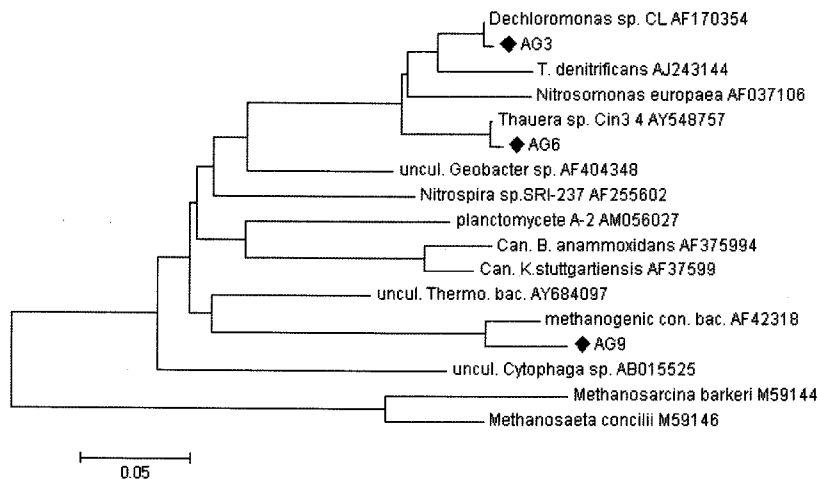 Dechloromonas sp. CL AF170354
AG3
T. denitrificans AJ243144
Nitrosomonas europaea AF037106
Thauera sp. Cin3 4 AY548757
AG6
uncul. Geobacter sp. AF404348
Nitrospira sp.SRI-237 AF255602
planctomycete A-2 AM056027
Can. B. anammoxidans AF375994
Can. K.stuttgartiensis AF37599
uncul. Thermo. bac. AY684097
methanogenic con. bac. AF42318
AG9
uncul. Cytophaga sp. AB015525
Methanosarcina barkeri M59144
Methanosaeta concilii M59146
0.05